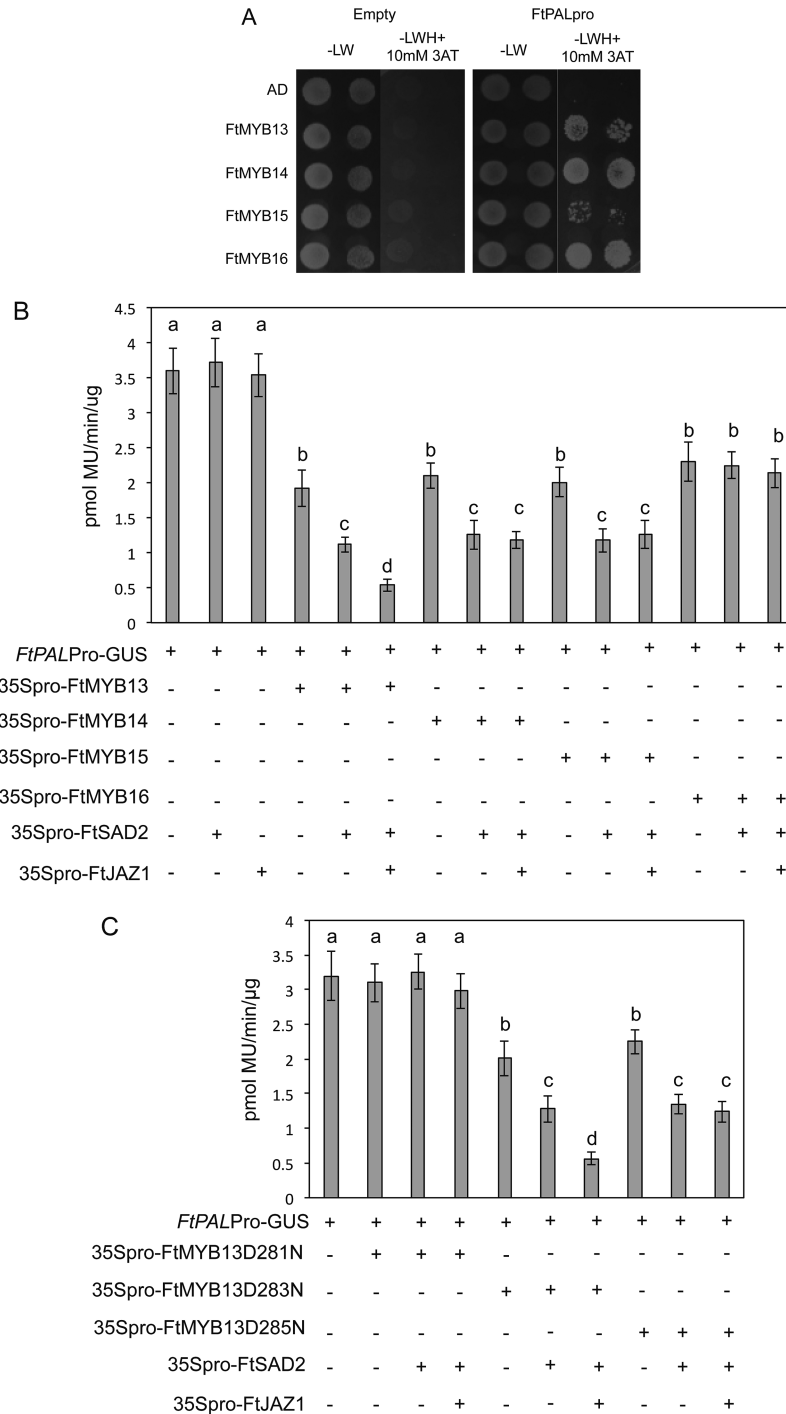 A
Empty
FtPALpro
-LW
-LWH+
10mM 3AT
-LW
-LWH+
10mM 3AT
AD
FtMYB13
FtMYB14
FtMYB15
FtMYB16
B
pmol MU/min/ug
4.5
4
3.5
3
2.5
2
1.5
1
0.5
0
a a a b c d b c c b c c b b b
FtPALPro-GUS + + + + + + + + + + + + + + +
35Spro-FtMYB13 - - - + + + - - - - - - - - -
35Spro-FtMYB14 - - - - - - + + + - - - - - -
35Spro-FtMYB15 - - - - - - - - - + + + - - -
35Spro-FtMYB16 - - - - - - - - - - - - + + +
35Spro-FtSAD2 - + - - + + - + + - + + - + +
35Spro-FtJAZ1 - - + - - + - - + - - + - - +
C
pmol MU/min/µg
4
3.5
3
2.5
2
1.5
1
0.5
0
a a a a b c d b c c
FtPALPro-GUS + + + + + + + + + +
35Spro-FtMYB13D281N - + + + - - - - - -
35Spro-FtMYB13D283N - - - - + + + - - -
35Spro-FtMYB13D285N - - - - - - - + + +
35Spro-FtSAD2 - - + + - + + - + +
35Spro-FtJAZ1 - - - + - - + - - +